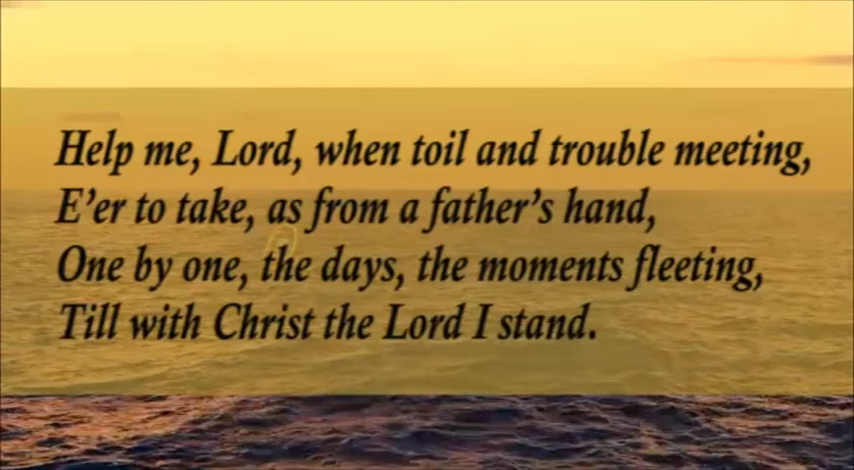 Help me, Lord, when toil and trouble meeting,
E’er to take, as from a father’s hand,
One by one, the days, the moments fleeting,
Till with Christ the Lord I stand.